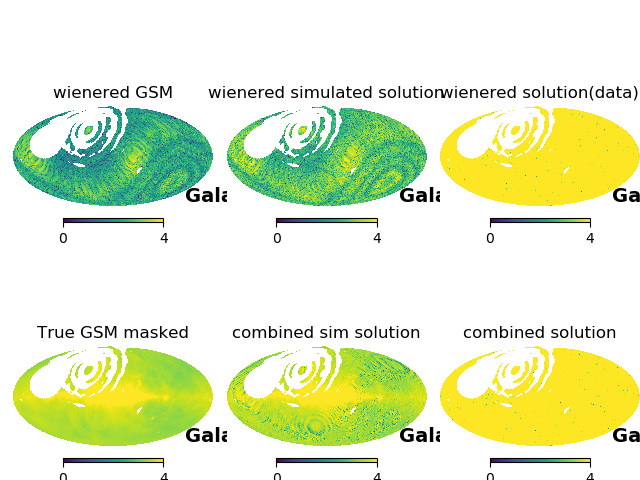 wienered GSM
wienered simulated solution
wienered solution(data)
Gala
Gala
Ga
0 4
0 4
0 4
True GSM masked
combined sim solution
combined solution
Gala
Gala
Ga
0 4
0 4
0 4